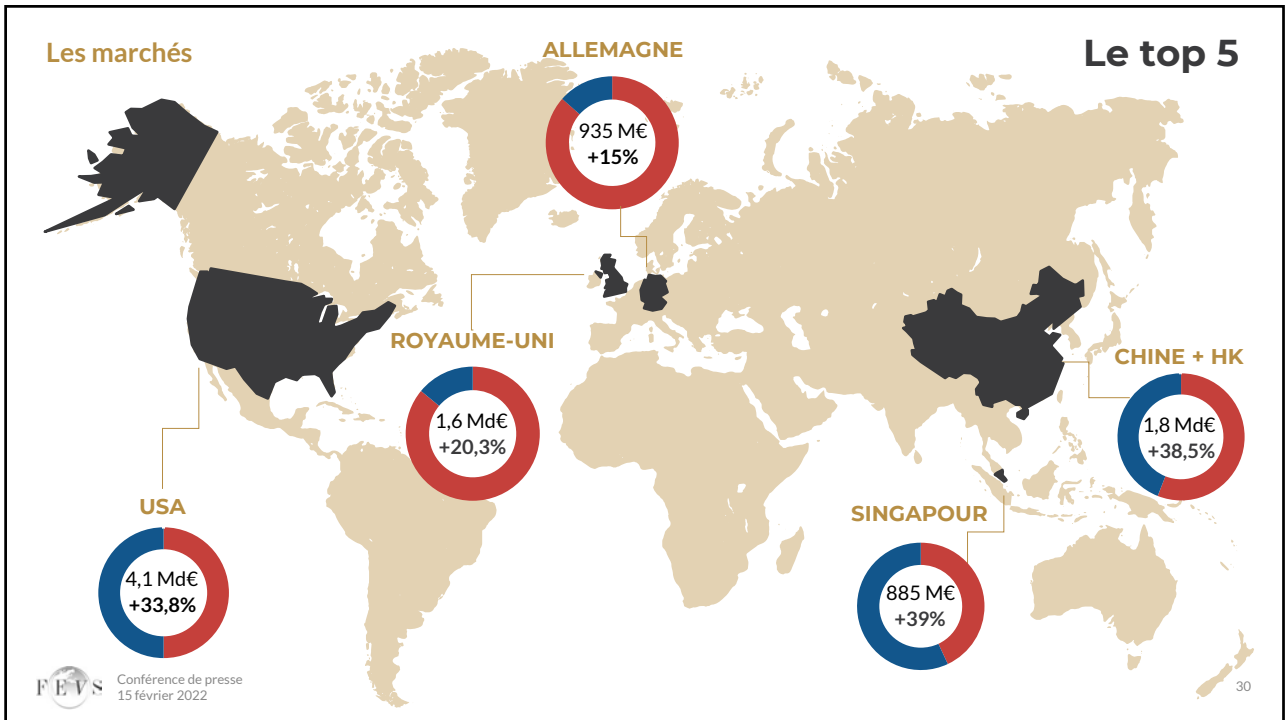 Les marchés
Le top 5
ALLEMAGNE
935 M€
+15%
ROYAUME-UNI
1,6 Md€
+20,3%
CHINE + HK
1,8 Md€
+38,5%
USA
4,1 Md€
+33,8%
SINGAPOUR
885 M€
+39%
FEVS
Conférence de presse
15 février 2022
30